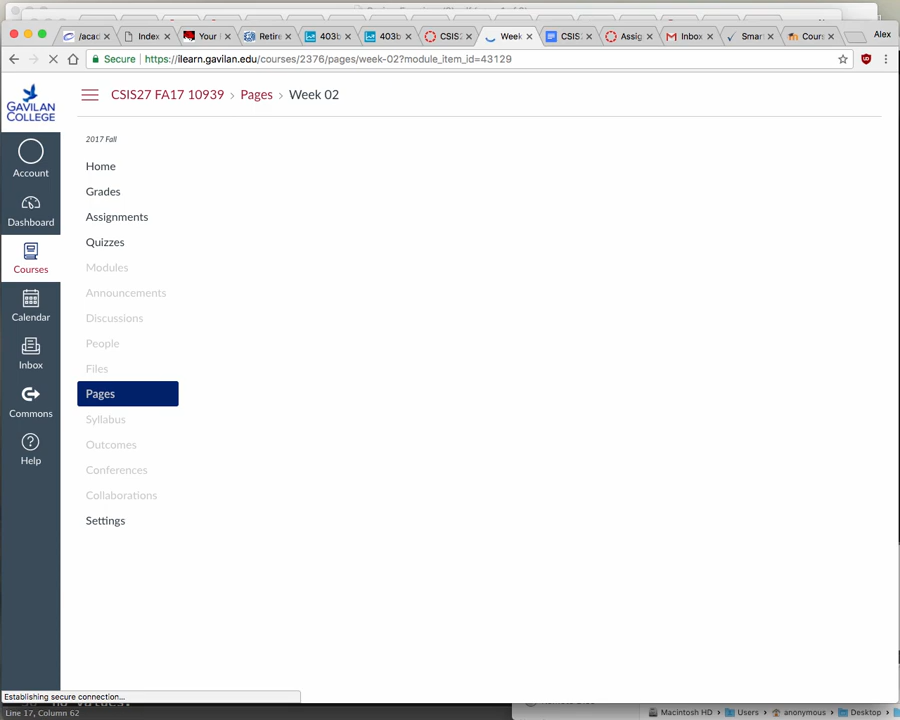 /acad
Index
Your
Retire
403b
403b
CSIS2
Week
CSIS
Assig
Inbox
Smar
Cours
Alex
Secure
https://ilearn.gavilan.edu/courses/2376/pages/week-02?module_item_id=43129
GAVILAN
COLLEGE
CSIS27 FA17 10939 › Pages › Week 02
2017 Fall
Account
Dashboard
Courses
Calendar
Inbox
Commons
Help
Home
Grades
Assignments
Quizzes
Modules
Announcements
Discussions
People
Files
Pages
Syllabus
Outcomes
Conferences
Collaborations
Settings
Establishing secure connection...
Line 17, Column 62
Macintosh HD › Users › anonymous › Desktop ›